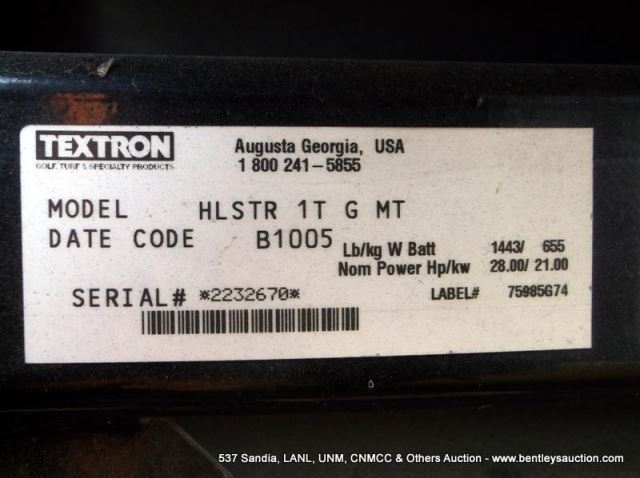 TEXTRON
GOLF, TURF & SPECIALTY PRODUCTS
Augusta Georgia, USA
1 800 241-5855
MODEL HLSTR 1T G MT
DATE CODE B1005
Lb/kg W Batt 1443/ 655
Nom Power Hp/kw 28.00/ 21.00
SERIAL# *2232670*
LABEL# 75985G74
537 Sandia, LANL, UNM, CNMCC & Others Auction - www.bentleysauction.com